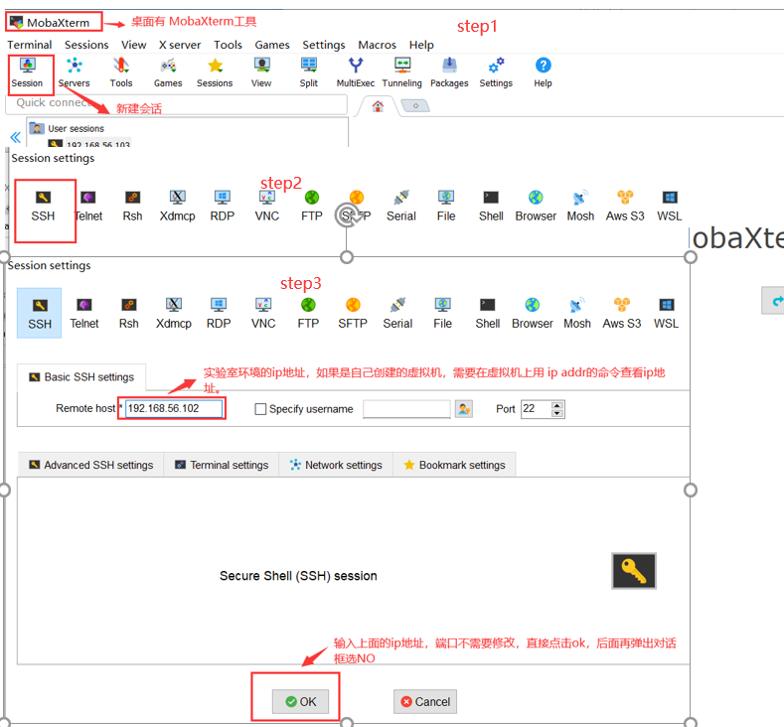 MobaXterm
桌面有 MobaXterm工具
step1
Terminal Sessions View X server Tools Games Settings Macros Help
Session Servers Tools Games Sessions View Split MultiExec Tunneling Packages Settings Help
Quick connec
新建会话
User sessions
192.168.56.103
Session settings
step2
SSH Telnet Rsh Xdmcp RDP VNC FTP Serial File Shell Browser Mosh Aws S3 WSL
obaXte
Session settings
step3
SSH Telnet Rsh Xdmcp RDP VNC FTP SFTP Serial File Shell Browser Mosh Aws S3 WSL
Basic SSH settings
实验室环境的ip地址，如果是自己创建的虚拟机，需要在虚拟机上用 ip addr的命令查看ip地
址。
Remote host * 192.168.56.102 Specify username Port 22
Advanced SSH settings Terminal settings Network settings Bookmark settings
Secure Shell (SSH) session
输入上面的ip地址，端口不需要修改，直接点击ok，后面再弹出对话
框选NO
OK Cancel